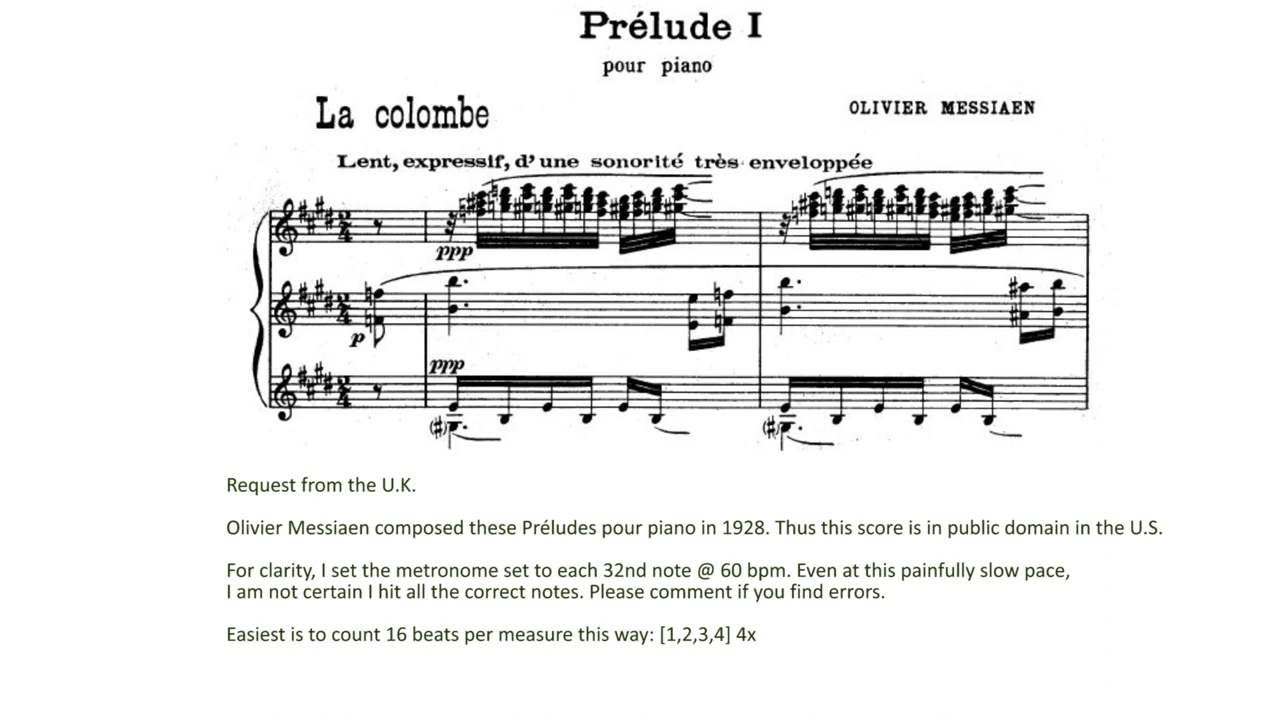 Prélude I
pour piano
La colombe
OLIVIER MESSIAEN
Lent, expressif, d'une sonorité très enveloppée
ppp
p
ppp
Request from the U.K.
Olivier Messiaen composed these Préludes pour piano in 1928. Thus this score is in public domain in the U.S.
For clarity, I set the metronome set to each 32nd note @ 60 bpm. Even at this painfully slow pace,
I am not certain I hit all the correct notes. Please comment if you find errors.
Easiest is to count 16 beats per measure this way: [1,2,3,4] 4x